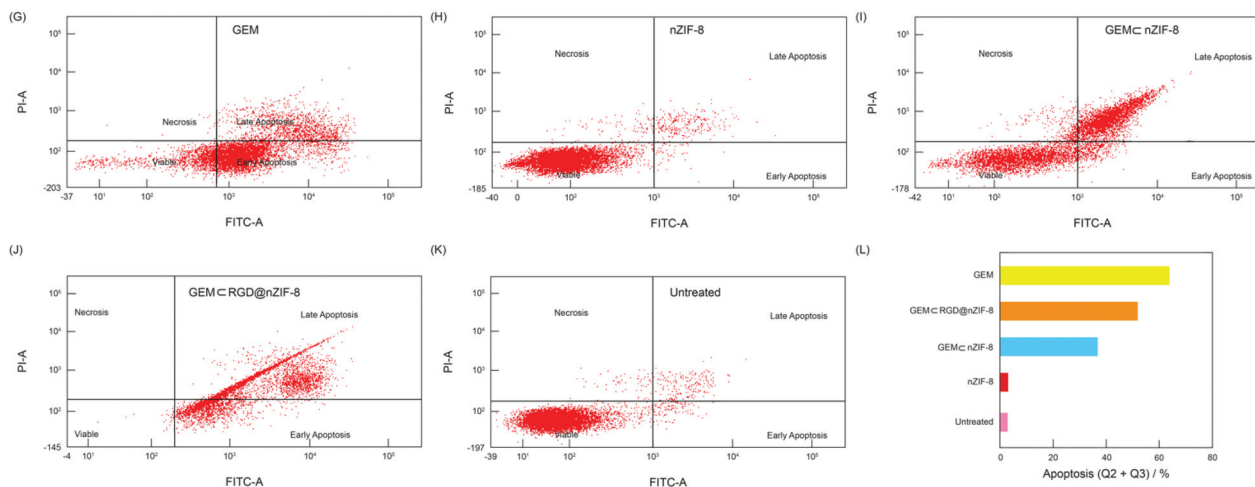 (G)
GEM
PI-A
10⁵
10⁴
10³
10²
-203
Necrosis
Late Apoptosis
Viable
Early Apoptosis
-37
10¹
10²
10³
10⁴
10⁵
FITC-A
(H)
nZIF-8
PI-A
10⁵
10⁴
10³
10²
-185
Necrosis
Late Apoptosis
Viable
Early Apoptosis
-40
0
10²
10³
10⁴
10⁵
FITC-A
(I)
GEM⊂nZIF-8
PI-A
10⁵
10⁴
10³
10²
-178
Necrosis
Late Apoptosis
Viable
Early Apoptosis
-42
10¹
10²
10³
10⁴
10⁵
FITC-A
(J)
GEM⊂RGD@nZIF-8
PI-A
10⁵
10⁴
10³
10²
-145
Necrosis
Late Apoptosis
Viable
Early Apoptosis
-4
10¹
10²
10³
10⁴
10⁵
FITC-A
(K)
Untreated
PI-A
10⁵
10⁴
10³
10²
-197
Necrosis
Late Apoptosis
Viable
Early Apoptosis
-39
10¹
10²
10³
10⁴
10⁵
FITC-A
(L)
GEM
GEM⊂RGD@nZIF-8
GEM⊂nZIF-8
nZIF-8
Untreated
0
20
40
60
80
Apoptosis (Q2 + Q3) / %